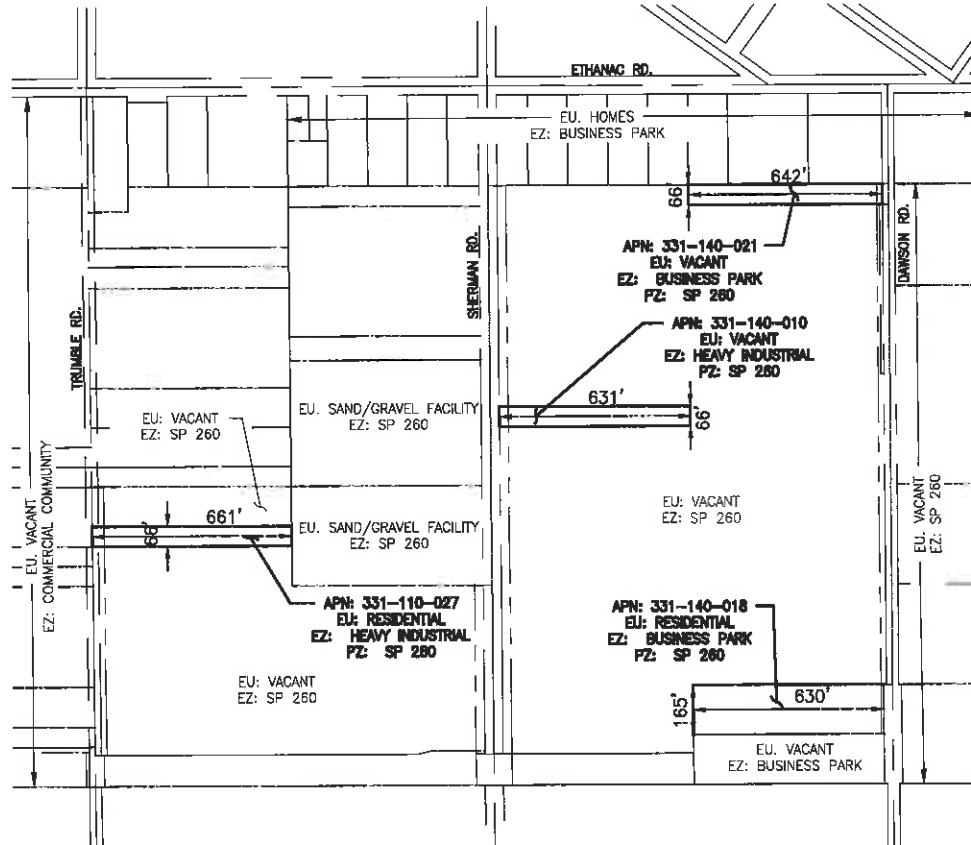 ETHANAC RD.
EU. HOMES
EZ: BUSINESS PARK
642'
66'
APN: 331-140-021
EU: VACANT
EZ: BUSINESS PARK
PZ: SP 260
DAWSON RD.
SHERMAN RD.
TRUMBLE RD.
APN: 331-140-010
EU: VACANT
EZ: HEAVY INDUSTRIAL
PZ: SP 260
631'
66'
EU: VACANT
EZ: SP 260
EU. SAND/GRAVEL FACILITY
EZ: SP 260
EU: VACANT
EZ: SP 260
EU. VACANT
EZ: COMMERCIAL COMMUNITY
661'
66'
EU. SAND/GRAVEL FACILITY
EZ: SP 260
EU. VACANT
EZ: SP 260
APN: 331-110-027
EU: RESIDENTIAL
EZ: HEAVY INDUSTRIAL
PZ: SP 260
APN: 331-140-018
EU: RESIDENTIAL
EZ: BUSINESS PARK
PZ: SP 260
EU: VACANT
EZ: SP 260
165'
630'
EU. VACANT
EZ: BUSINESS PARK